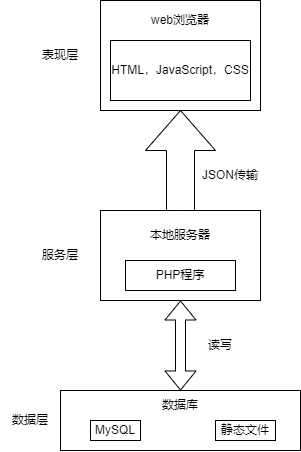 web浏览器
表现层
HTML，JavaScript，CSS
JSON传输
本地服务器
服务层
PHP程序
读写
数据库
数据层
MySQL
静态文件